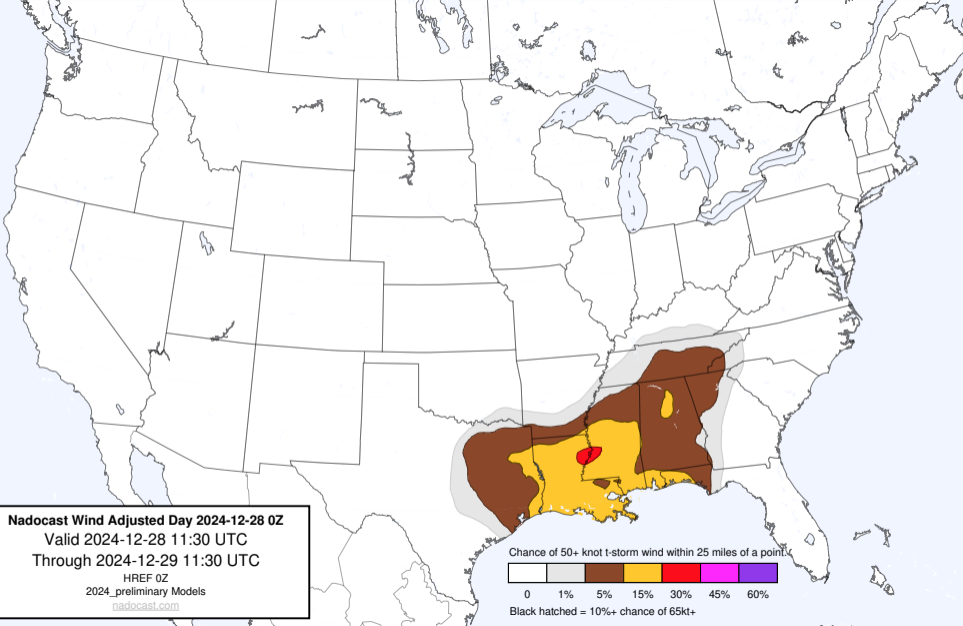 Nadocast Wind Adjusted Day 2024-12-28 0Z
Valid 2024-12-28 11:30 UTC
Through 2024-12-29 11:30 UTC
HREF 0Z
2024_preliminary Models
nadocast.com
Chance of 50+ knot t-storm wind within 25 miles of a point.
0 1% 5% 15% 30% 45% 60%
Black hatched = 10%+ chance of 65kt+